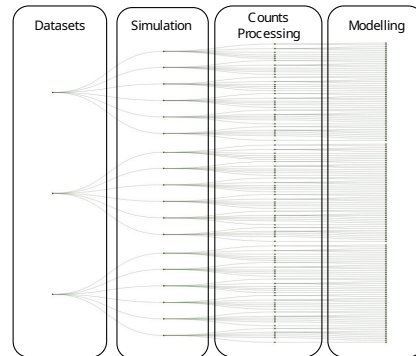 Datasets
Simulation
Counts
Processing
Modelling